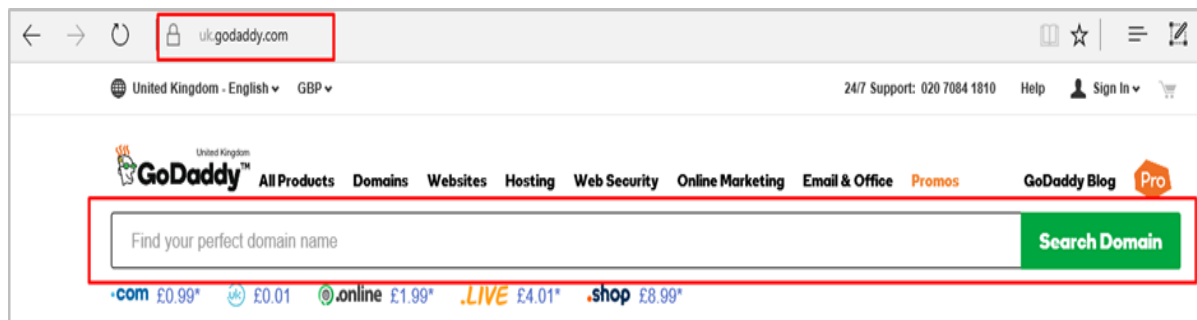 uk.godaddy.com
United Kingdom - English GBP 24/7 Support: 020 7084 1810 Help Sign In
United Kingdom
GoDaddy™ All Products Domains Websites Hosting Web Security Online Marketing Email & Office Promos GoDaddy Blog Pro
Find your perfect domain name Search Domain
.com £0.99* .uk £0.01 .online £1.99* .LIVE £4.01* .shop £8.99*